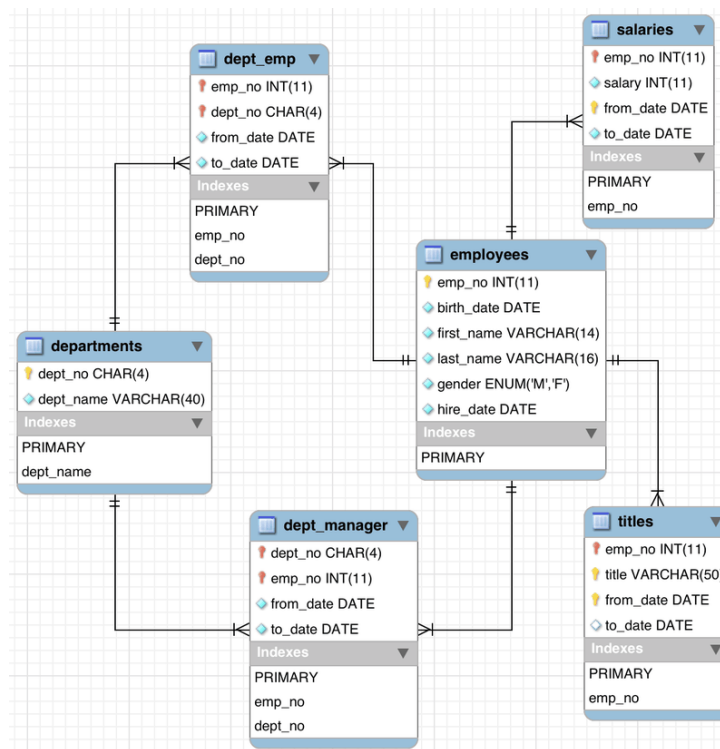 dept_emp
emp_no INT(11)
dept_no CHAR(4)
from_date DATE
to_date DATE
Indexes
PRIMARY
emp_no
dept_no
salaries
emp_no INT(11)
salary INT(11)
from_date DATE
to_date DATE
Indexes
PRIMARY
emp_no
employees
emp_no INT(11)
birth_date DATE
first_name VARCHAR(14)
last_name VARCHAR(16)
gender ENUM('M','F')
hire_date DATE
Indexes
PRIMARY
departments
dept_no CHAR(4)
dept_name VARCHAR(40)
Indexes
PRIMARY
dept_name
dept_manager
dept_no CHAR(4)
emp_no INT(11)
from_date DATE
to_date DATE
Indexes
PRIMARY
emp_no
dept_no
titles
emp_no INT(11)
title VARCHAR(50
from_date DATE
to_date DATE
Indexes
PRIMARY
emp_no